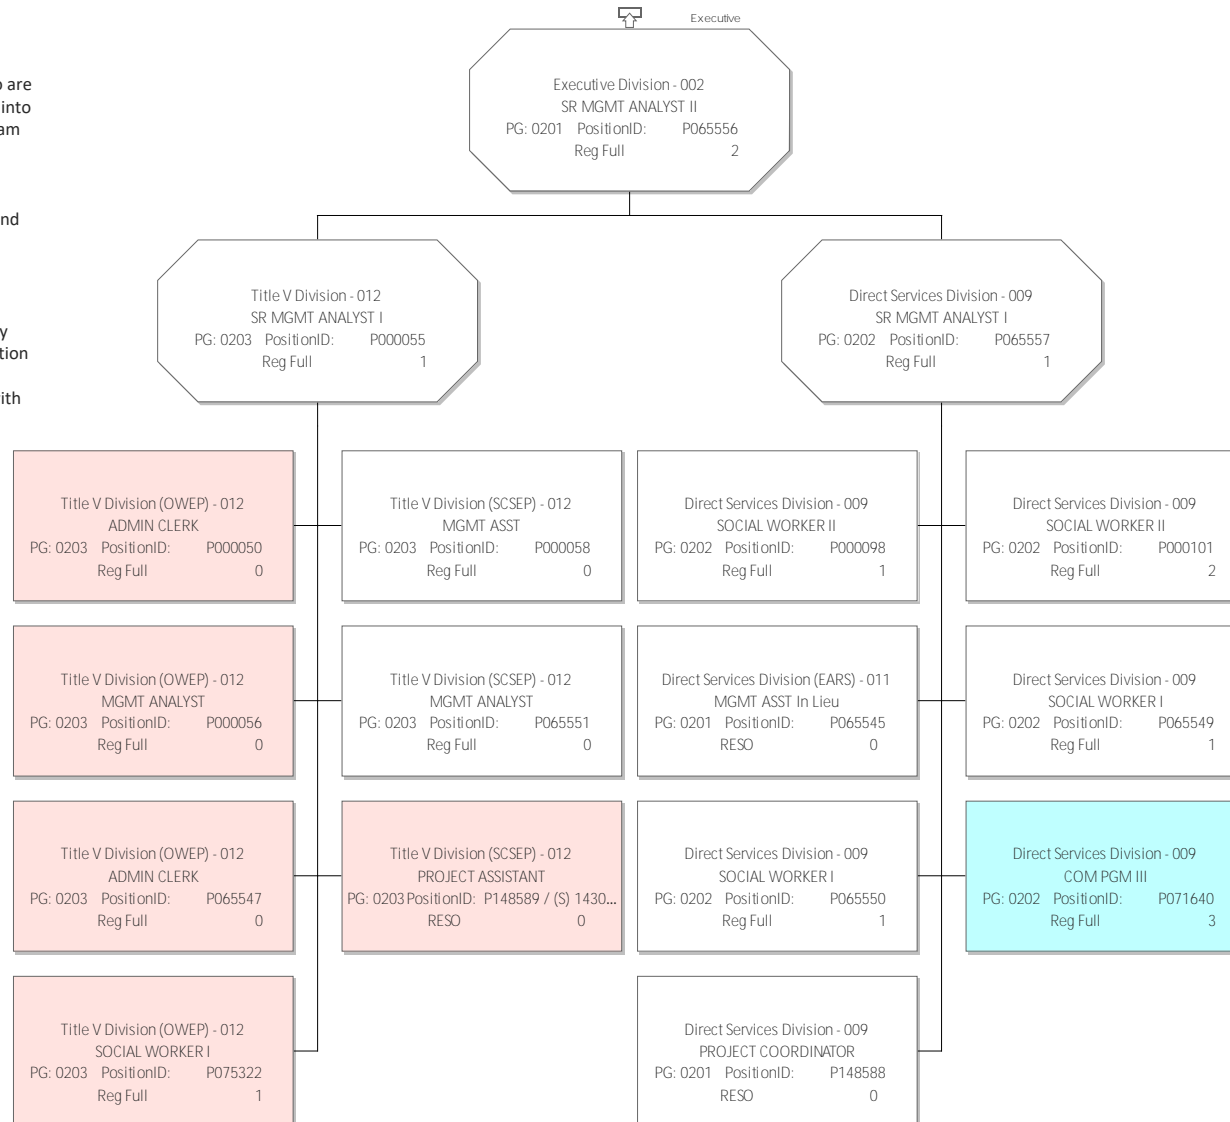 Executive
o are
into
am
nd
y
tion
ith
Executive Division - 002
SR MGMT ANALYST II
PG: 0201 PositionID: P065556
Reg Full 2
Title V Division - 012
SR MGMT ANALYST I
PG: 0203 PositionID: P000055
Reg Full 1
Direct Services Division - 009
SR MGMT ANALYST I
PG: 0202 PositionID: P065557
Reg Full 1
Title V Division (OWEP) - 012
ADMIN CLERK
PG: 0203 PositionID: P000050
Reg Full 0
Title V Division (SCSEP) - 012
MGMT ASST
PG: 0203 PositionID: P000058
Reg Full 0
Direct Services Division - 009
SOCIAL WORKER II
PG: 0202 PositionID: P000098
Reg Full 1
Direct Services Division - 009
SOCIAL WORKER II
PG: 0202 PositionID: P000101
Reg Full 2
Title V Division (OWEP) - 012
MGMT ANALYST
PG: 0203 PositionID: P000056
Reg Full 0
Title V Division (SCSEP) - 012
MGMT ANALYST
PG: 0203 PositionID: P065551
Reg Full 0
Direct Services Division (EARS) - 011
MGMT ASST In Lieu
PG: 0201 PositionID: P065545
RESO 0
Direct Services Division - 009
SOCIAL WORKER I
PG: 0202 PositionID: P065549
Reg Full 1
Title V Division (OWEP) - 012
ADMIN CLERK
PG: 0203 PositionID: P065547
Reg Full 0
Title V Division (SCSEP) - 012
PROJECT ASSISTANT
PG: 0203 PositionID: P148589 / (S) 1430...
RESO 0
Direct Services Division - 009
SOCIAL WORKER I
PG: 0202 PositionID: P065550
Reg Full 1
Direct Services Division - 009
COM PGM III
PG: 0202 PositionID: P071640
Reg Full 3
Title V Division (OWEP) - 012
SOCIAL WORKER I
PG: 0203 PositionID: P075322
Reg Full 1
Direct Services Division - 009
PROJECT COORDINATOR
PG: 0201 PositionID: P148588
RESO 0